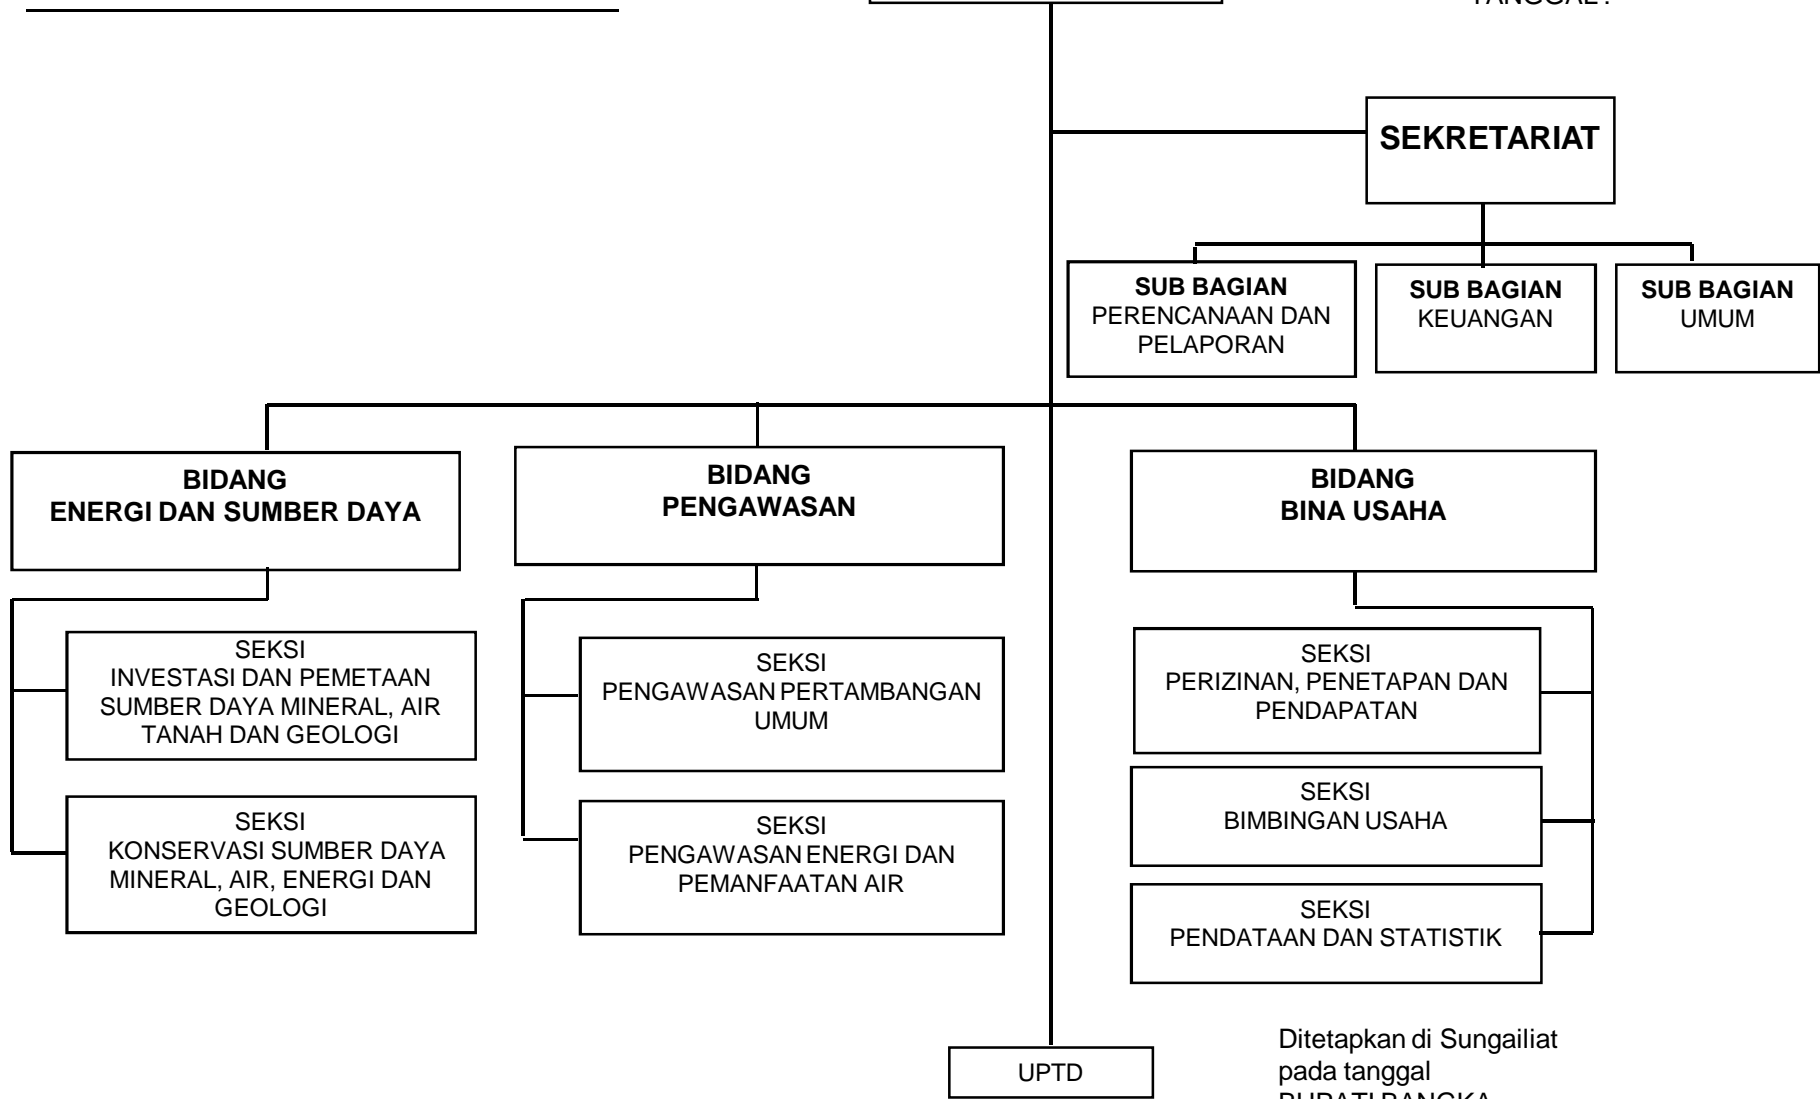 TANGGAL :
SEKRETARIAT
SUB BAGIAN
PERENCANAAN DAN
PELAPORAN
SUB BAGIAN
KEUANGAN
SUB BAGIAN
UMUM
BIDANG
ENERGI DAN SUMBER DAYA
BIDANG
PENGAWASAN
BIDANG
BINA USAHA
SEKSI
INVESTASI DAN PEMETAAN
SUMBER DAYA MINERAL, AIR
TANAH DAN GEOLOGI
SEKSI
PENGAWASAN PERTAMBANGAN
UMUM
SEKSI
PERIZINAN, PENETAPAN DAN
PENDAPATAN
SEKSI
KONSERVASI SUMBER DAYA
MINERAL, AIR, ENERGI DAN
GEOLOGI
SEKSI
PENGAWASAN ENERGI DAN
PEMANFAATAN AIR
SEKSI
BIMBINGAN USAHA
SEKSI
PENDATAAN DAN STATISTIK
UPTD
Ditetapkan di Sungailiat
pada tanggal
BUPATI BANGKA